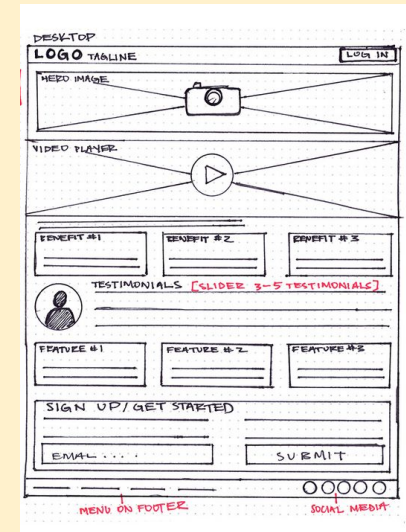 DESKTOP
LOGO TAGLINE LOG IN
HERO IMAGE
VIDEO PLAYER
BENEFIT #1 BENEFIT #2 BENEFIT #3
TESTIMONIALS [SLIDER 3-5 TESTIMONIALS]
FEATURE #1 FEATURE #2 FEATURE #3
SIGN UP/GET STARTED
EMAL.... SUBMIT
MENU ON FOOTER SOCIAL MEDIA